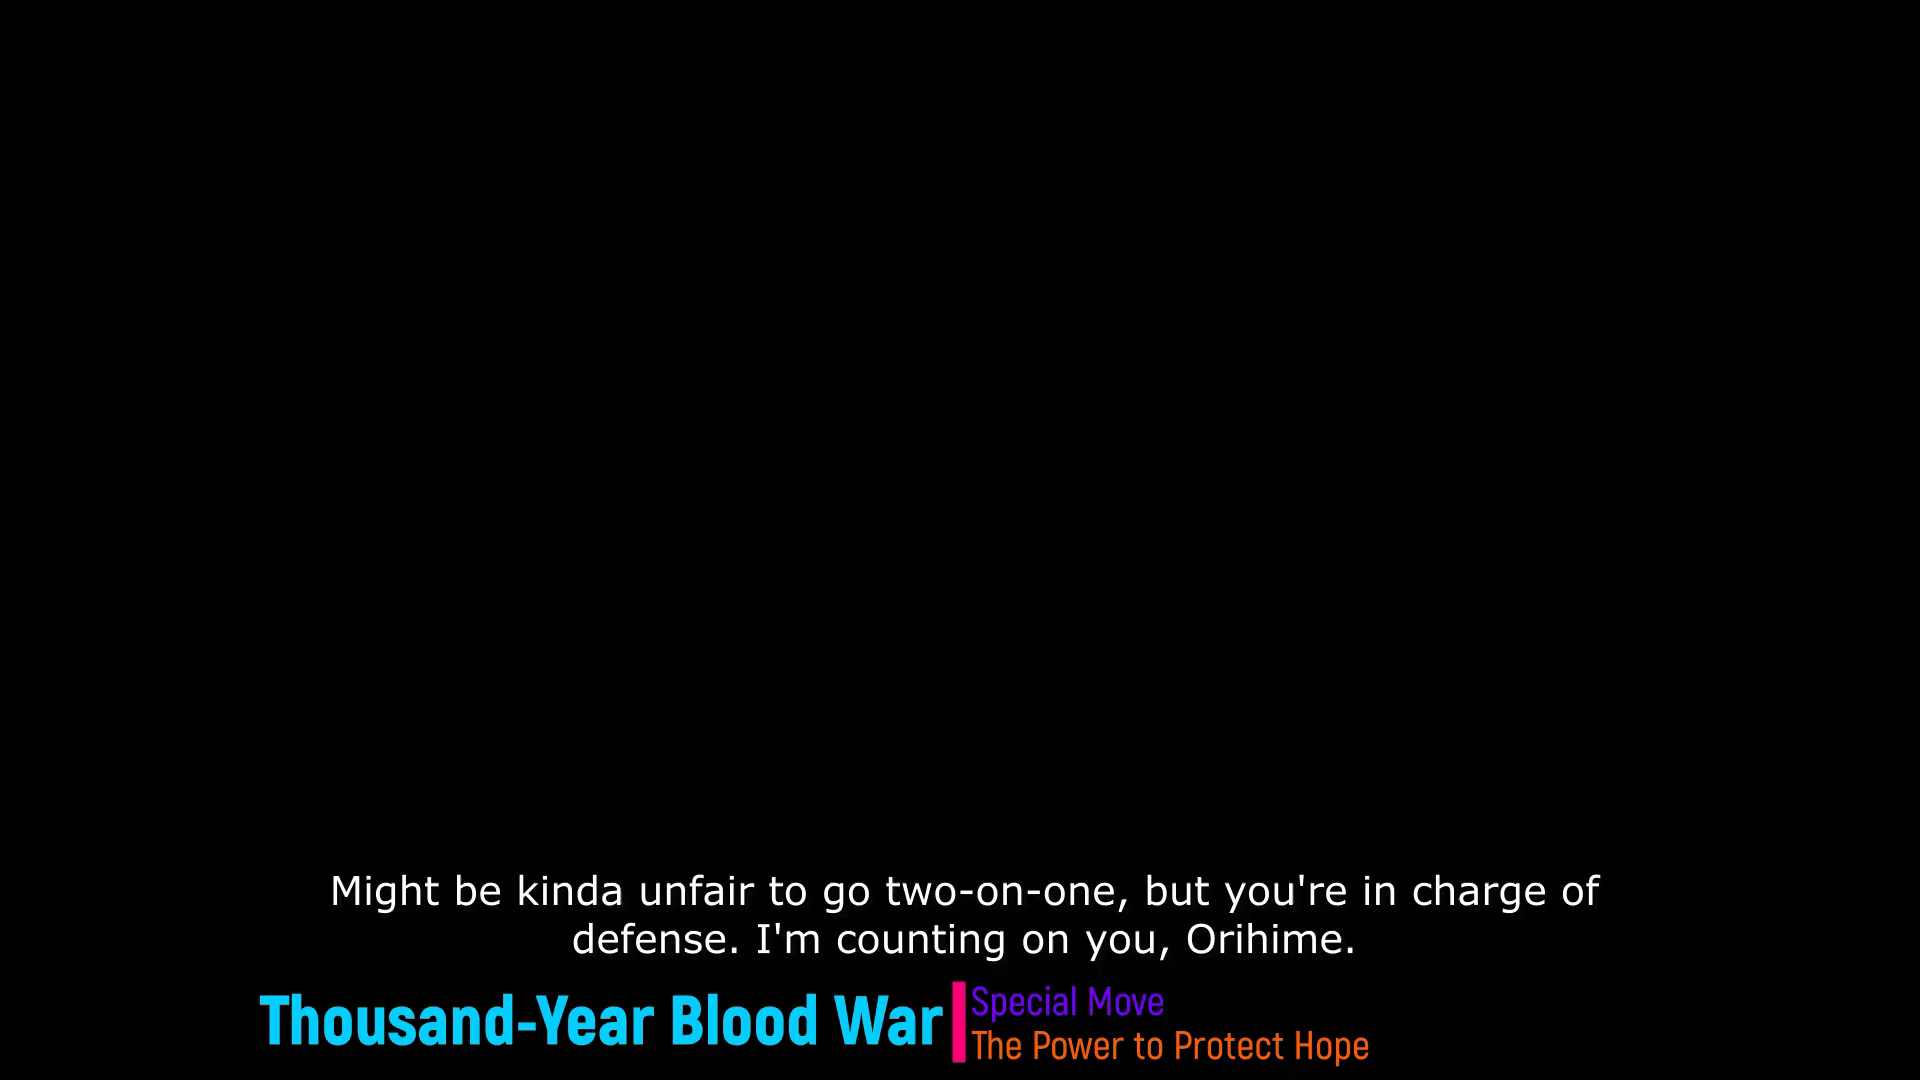 Might be kinda unfair to go two-on-one, but you're in charge of
defense. I'm counting on you, Orihime.
Thousand-Year Blood War
Special Move
The Power to Protect Hope